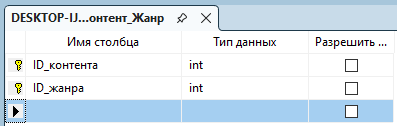 DESKTOP-IJ...онтент_Жанр
Имя столбца Тип данных Разрешить ...
ID_контента int
ID_жанра int